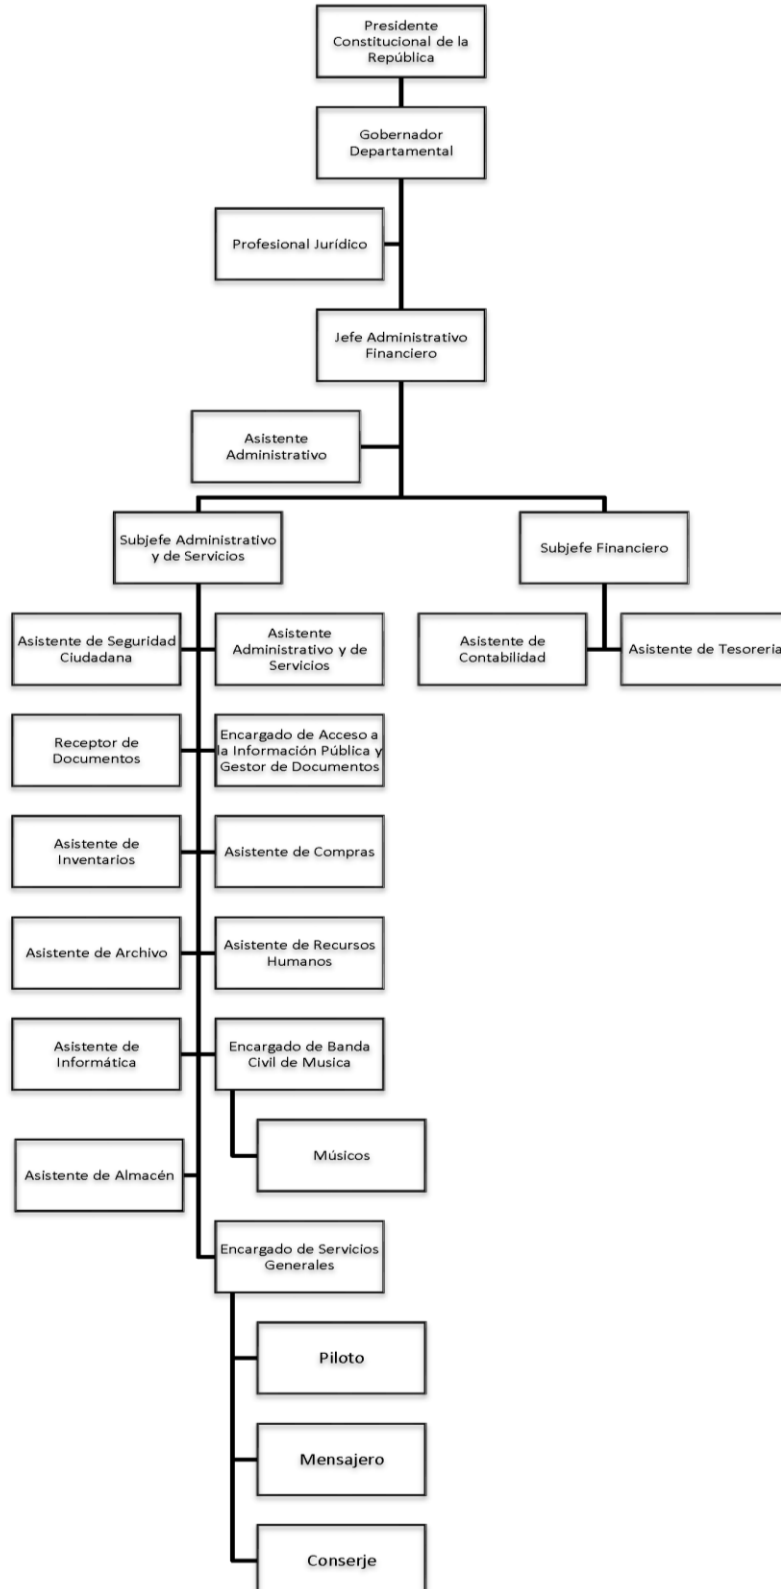 Presidente
Constitucional de la
República
Gobernador
Departamental
Profesional Jurídico
Jefe Administrativo
Financiero
Asistente
Administrativo
Subjefe Administrativo
y de Servicios
Subjefe Financiero
Asistente de Seguridad
Ciudadana
Asistente
Administrativo y de
Servicios
Asistente de
Contabilidad
Asistente de Tesoreria
Receptor de
Documentos
Encargado de Acceso a
la Información Pública y
Gestor de Documentos
Asistente de
Inventarios
Asistente de Compras
Asistente de Archivo
Asistente de Recursos
Humanos
Asistente de
Informática
Encargado de Banda
Civil de Musica
Músicos
Asistente de Almacén
Encargado de Servicios
Generales
Piloto
Mensajero
Conserje